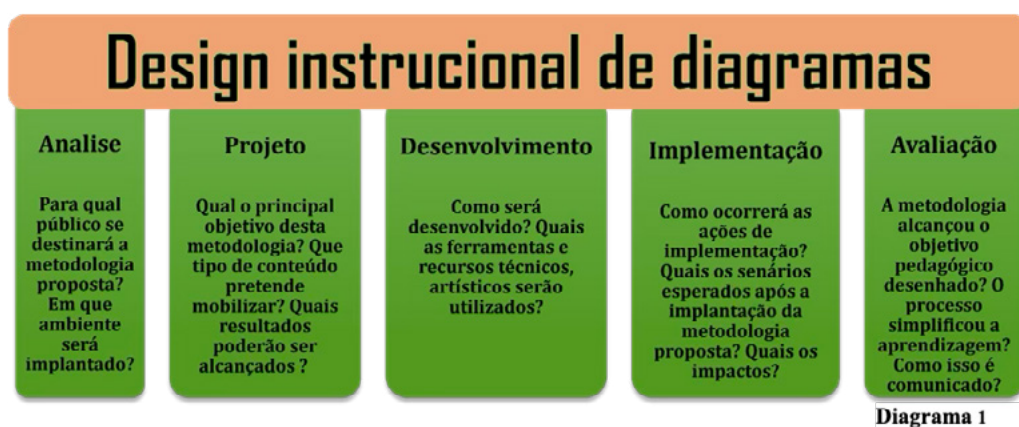 Design instrucional de diagramas
Analise
Para qual
público se
destinará a
metodologia
proposta?
Em que
ambiente
será
implantado?
Projeto
Qual o principal
objetivo desta
metodologia? Que
tipo de conteúdo
pretende
mobilizar? Quais
resultados
poderão ser
alcançados ?
Desenvolvimento
Como será
desenvolvido? Quais
as ferramentas e
recursos técnicos,
artísticos serão
utilizados?
Implementação
Como ocorrerá as
ações de
implementação?
Quais os senários
esperados após a
implantação da
metodologia
proposta? Quais os
impactos?
Avaliação
A metodologia
alcançou o
objetivo
pedagógico
desenhado? O
processo
simplificou a
aprendizagem?
Como isso é
comunicado?
Diagrama 1